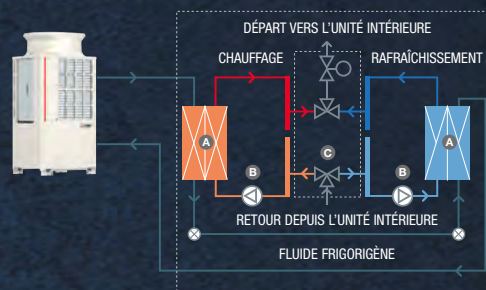 DÉPART VERS L'UNITÉ INTÉRIEURE
CHAUFFAGE
RAFRAÎCHISSEMENT
A
A
C
B
B
RETOUR DEPUIS L'UNITÉ INTÉRIEURE
FLUIDE FRIGORIGÈNE